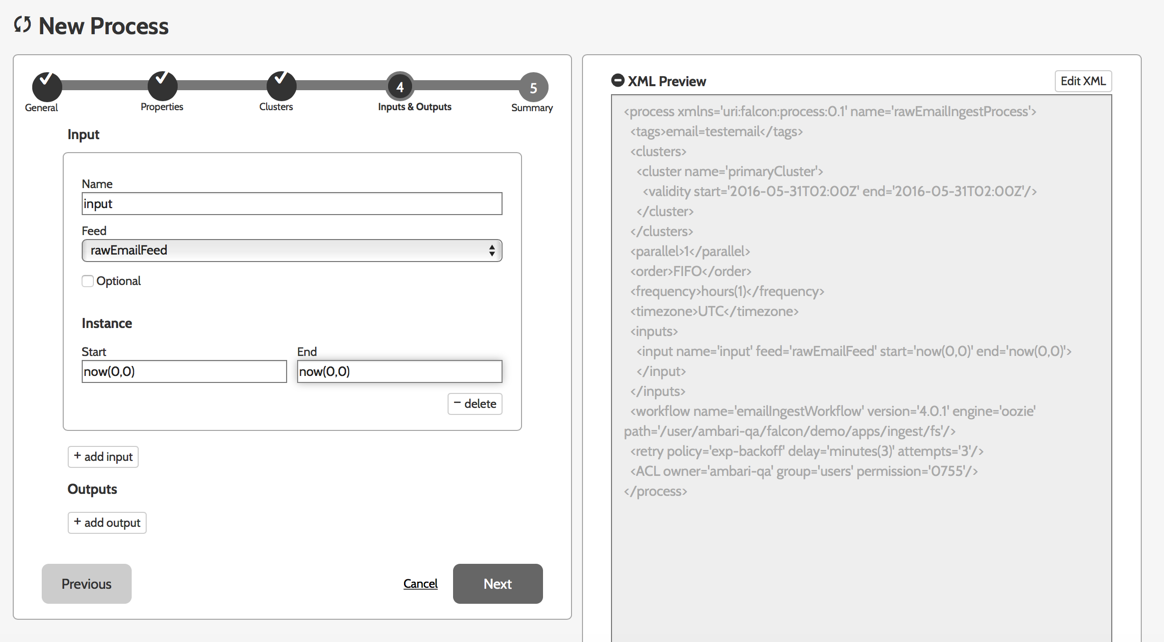 New Process
4
5
General
Properties
Clusters
Inputs & Outputs
Summary
Input
Name
input
Feed
rawEmailFeed
Optional
Instance
Start
End
now(0,0)
now(0,0)
− delete
+ add input
Outputs
+ add output
Previous
Cancel
Next
XML Preview
Edit XML
<process xmlns='uri:falcon:process:0.1' name='rawEmailIngestProcess'>
<tags>email=testemail</tags>
<clusters>
<cluster name='primaryCluster'>
<validity start='2016-05-31T02:00Z' end='2016-05-31T02:00Z'/>
</cluster>
</clusters>
<parallel>1</parallel>
<order>FIFO</order>
<frequency>hours(1)</frequency>
<timezone>UTC</timezone>
<inputs>
<input name='input' feed='rawEmailFeed' start='now(0,0)' end='now(0,0)'>
</input>
</inputs>
<workflow name='emailIngestWorkflow' version='4.0.1' engine='oozie'
path='/user/ambari-qa/falcon/demo/apps/ingest/fs'/>
<retry policy='exp-backoff' delay='minutes(3)' attempts='3'/>
<ACL owner='ambari-qa' group='users' permission='0755'/>
</process>